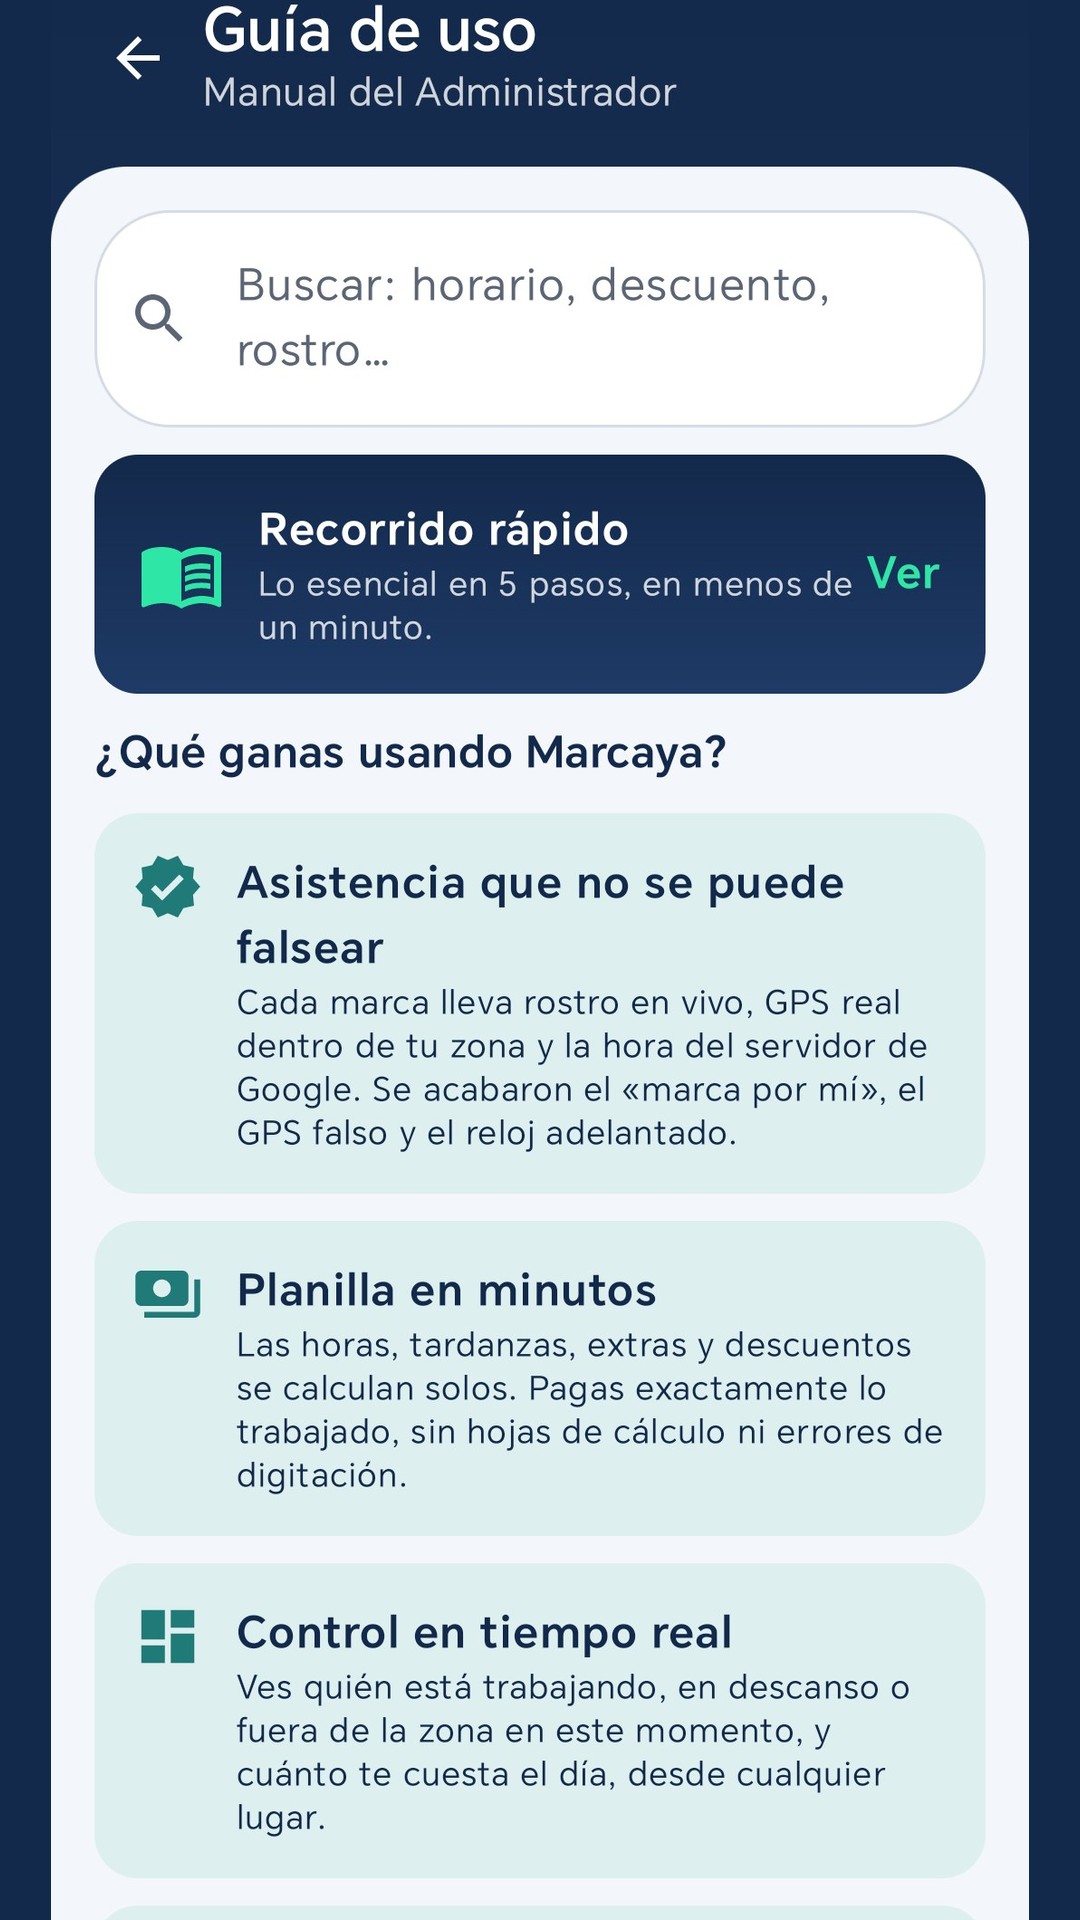 Guía de uso
Manual del Administrador
Buscar: horario, descuento,
rostro...
Recorrido rápido
Lo esencial en 5 pasos, en menos de
un minuto.
Ver
¿Qué ganas usando Marcaya?
Asistencia que no se puede
falsear
Cada marca lleva rostro en vivo, GPS real
dentro de tu zona y la hora del servidor de
Google. Se acabaron el «marca por mí», el
GPS falso y el reloj adelantado.
Planilla en minutos
Las horas, tardanzas, extras y descuentos
se calculan solos. Pagas exactamente lo
trabajado, sin hojas de cálculo ni errores de
digitación.
Control en tiempo real
Ves quién está trabajando, en descanso o
fuera de la zona en este momento, y
cuánto te cuesta el día, desde cualquier
lugar.